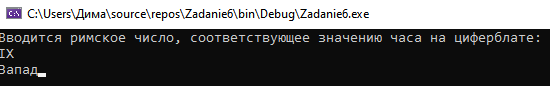 C:\Users\Дима\source\repos\Zadanie6\bin\Debug\Zadanie6.exe
Вводится римское число, соответствующее значению часа на циферблате:
IX
Запад